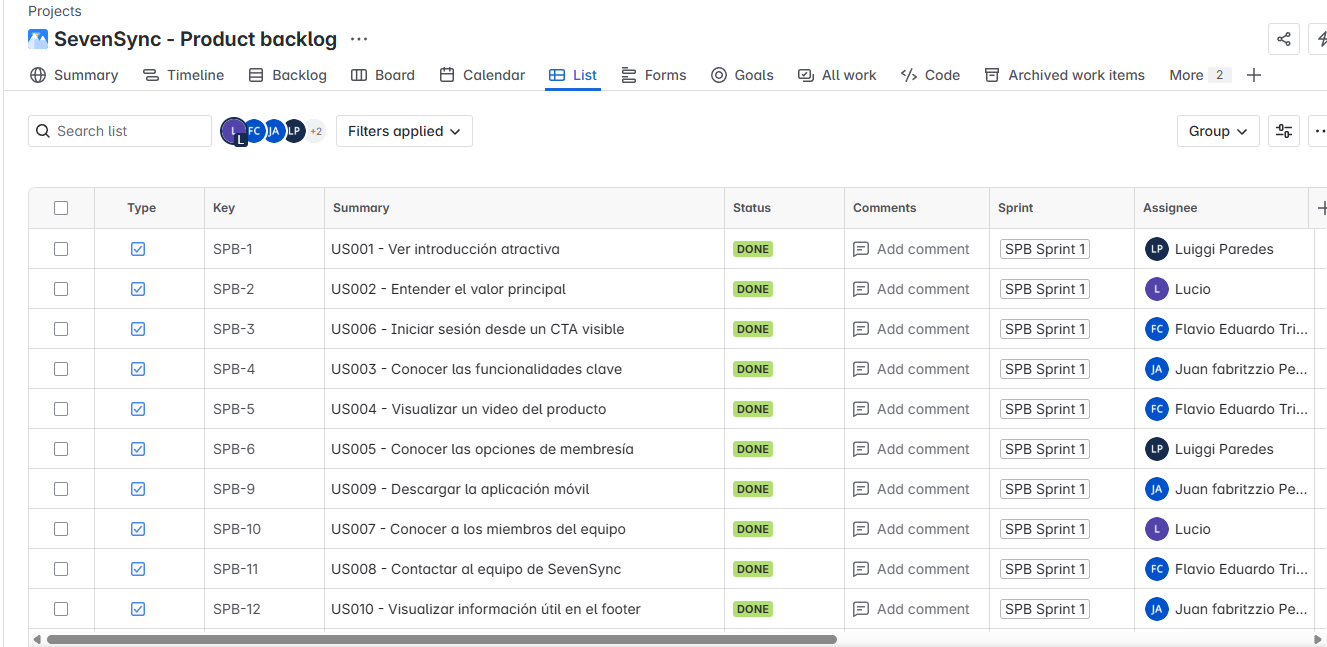 Projects
SevenSync - Product backlog
Summary Timeline Backlog Board Calendar List Forms Goals All work Code Archived work items More 2
Search list L L FC JA LP +2 Filters applied Group
Type Key Summary Status Comments Sprint Assignee
SPB-1 US001 - Ver introducción atractiva DONE Add comment SPB Sprint 1 LP Luiggi Paredes
SPB-2 US002 - Entender el valor principal DONE Add comment SPB Sprint 1 L Lucio
SPB-3 US006 - Iniciar sesión desde un CTA visible DONE Add comment SPB Sprint 1 FC Flavio Eduardo Tri...
SPB-4 US003 - Conocer las funcionalidades clave DONE Add comment SPB Sprint 1 JA Juan fabritzzio Pe...
SPB-5 US004 - Visualizar un video del producto DONE Add comment SPB Sprint 1 FC Flavio Eduardo Tri...
SPB-6 US005 - Conocer las opciones de membresía DONE Add comment SPB Sprint 1 LP Luiggi Paredes
SPB-9 US009 - Descargar la aplicación móvil DONE Add comment SPB Sprint 1 JA Juan fabritzzio Pe...
SPB-10 US007 - Conocer a los miembros del equipo DONE Add comment SPB Sprint 1 L Lucio
SPB-11 US008 - Contactar al equipo de SevenSync DONE Add comment SPB Sprint 1 FC Flavio Eduardo Tri...
SPB-12 US010 - Visualizar información útil en el footer DONE Add comment SPB Sprint 1 JA Juan fabritzzio Pe...